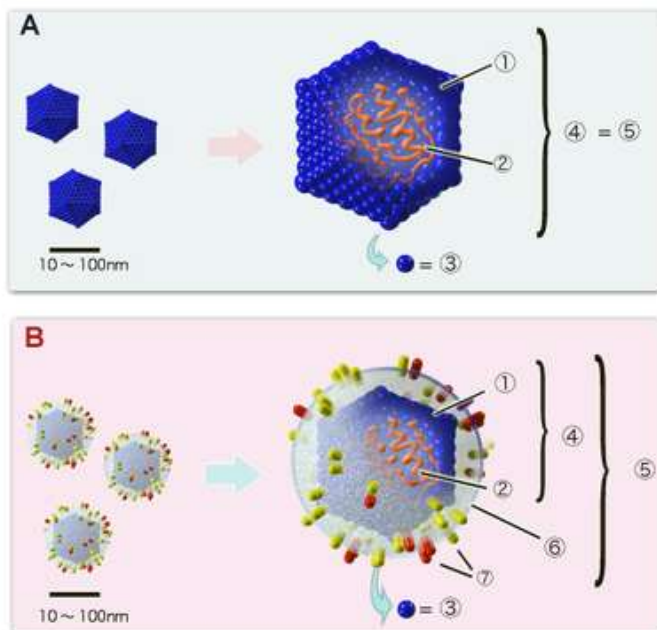 A
①
②
④ = ⑤
10～100nm
= ③
B
①
④
②
⑤
⑥
⑦
10～100nm
= ③